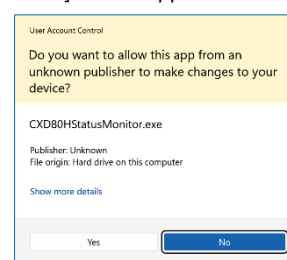 User Account Control
Do you want to allow this app from an
unknown publisher to make changes to your
device?
CXD80HStatusMonitor.exe
Publisher: Unknown
File origin: Hard drive on this computer
Show more details
Yes
No